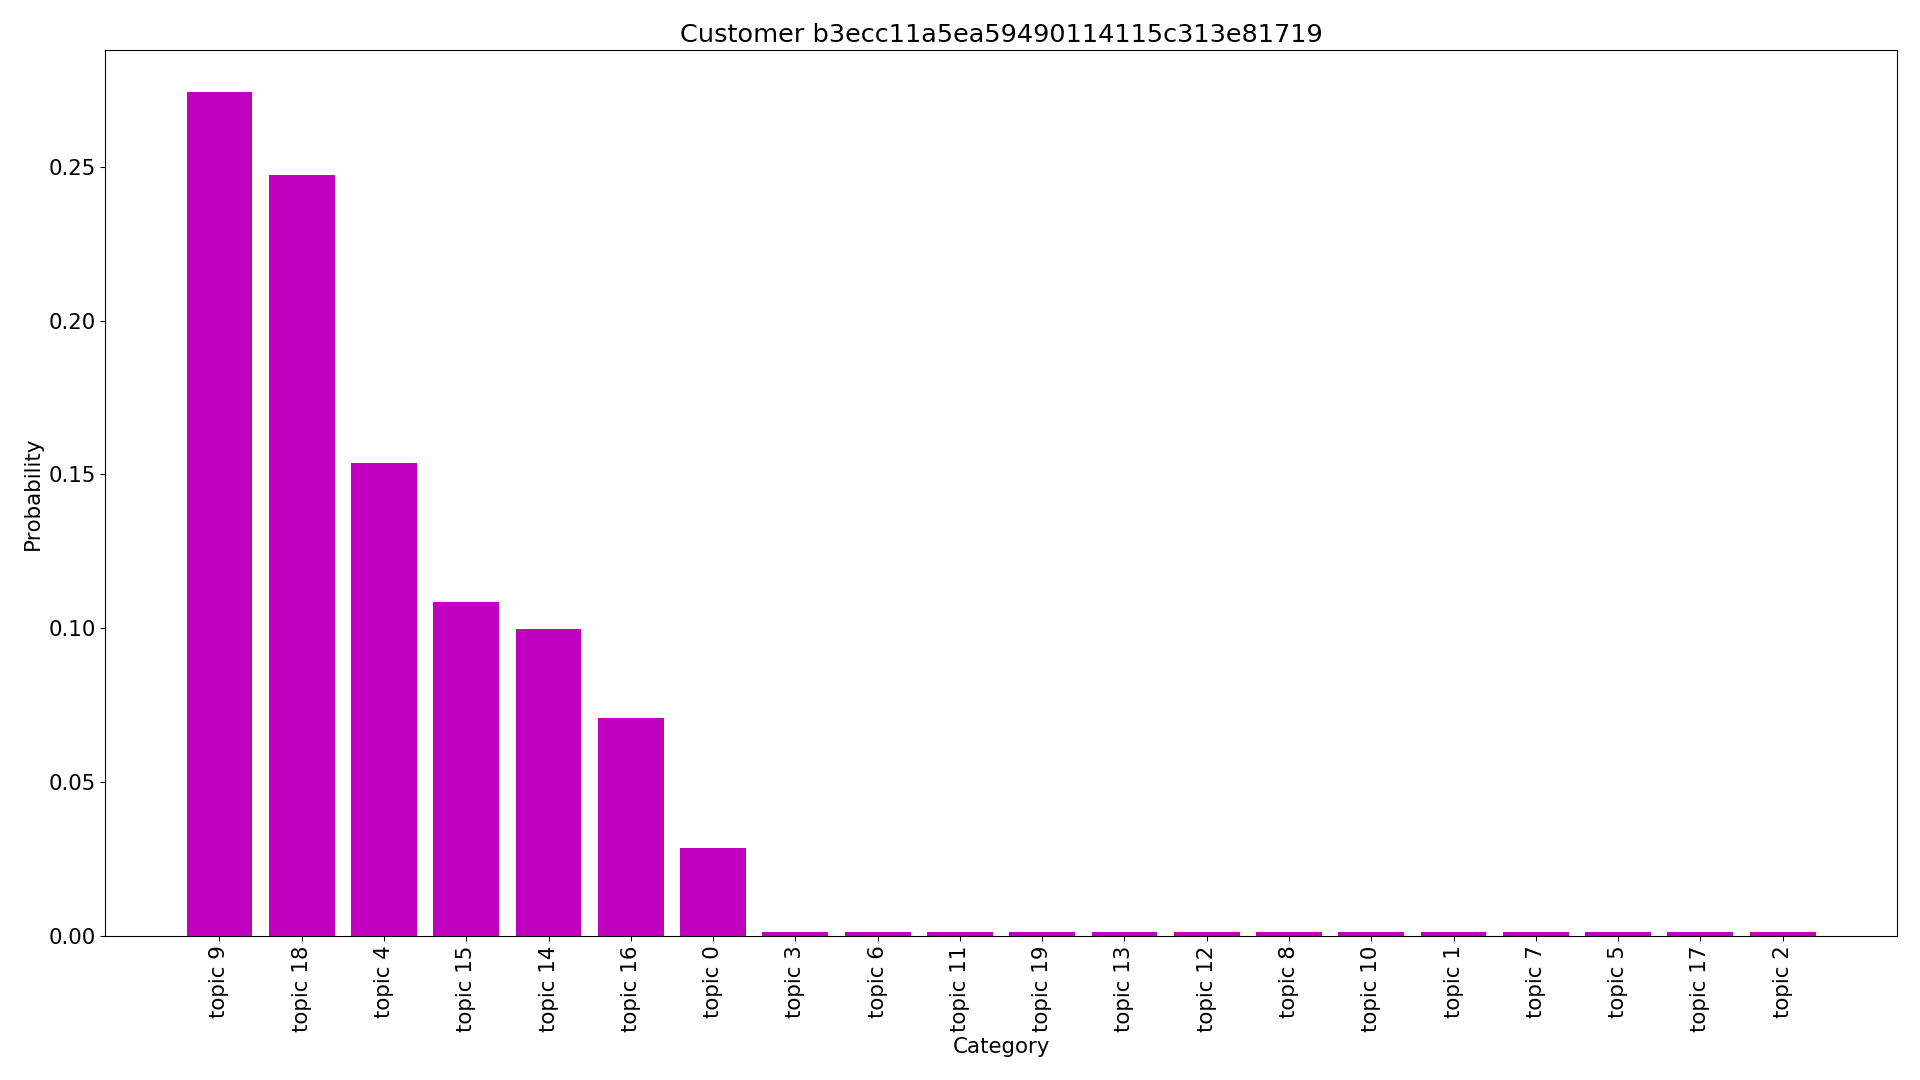 Customer b3ecc11a5ea59490114115c313e81719
Probability
0.25
0.20
0.15
0.10
0.05
0.00
topic 9
topic 18
topic 4
topic 15
topic 14
topic 16
topic 0
topic 3
topic 6
topic 11
topic 19
topic 13
topic 12
topic 8
topic 10
topic 1
topic 7
topic 5
topic 17
topic 2
Category